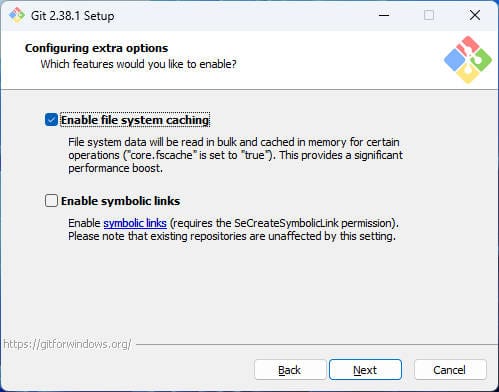 Git 2.38.1 Setup
Configuring extra options
Which features would you like to enable?
Enable file system caching
File system data will be read in bulk and cached in memory for certain
operations ("core.fscache" is set to "true"). This provides a significant
performance boost.
Enable symbolic links
Enable symbolic links (requires the SeCreateSymbolicLink permission).
Please note that existing repositories are unaffected by this setting.
https://gitforwindows.org/
Back Next Cancel